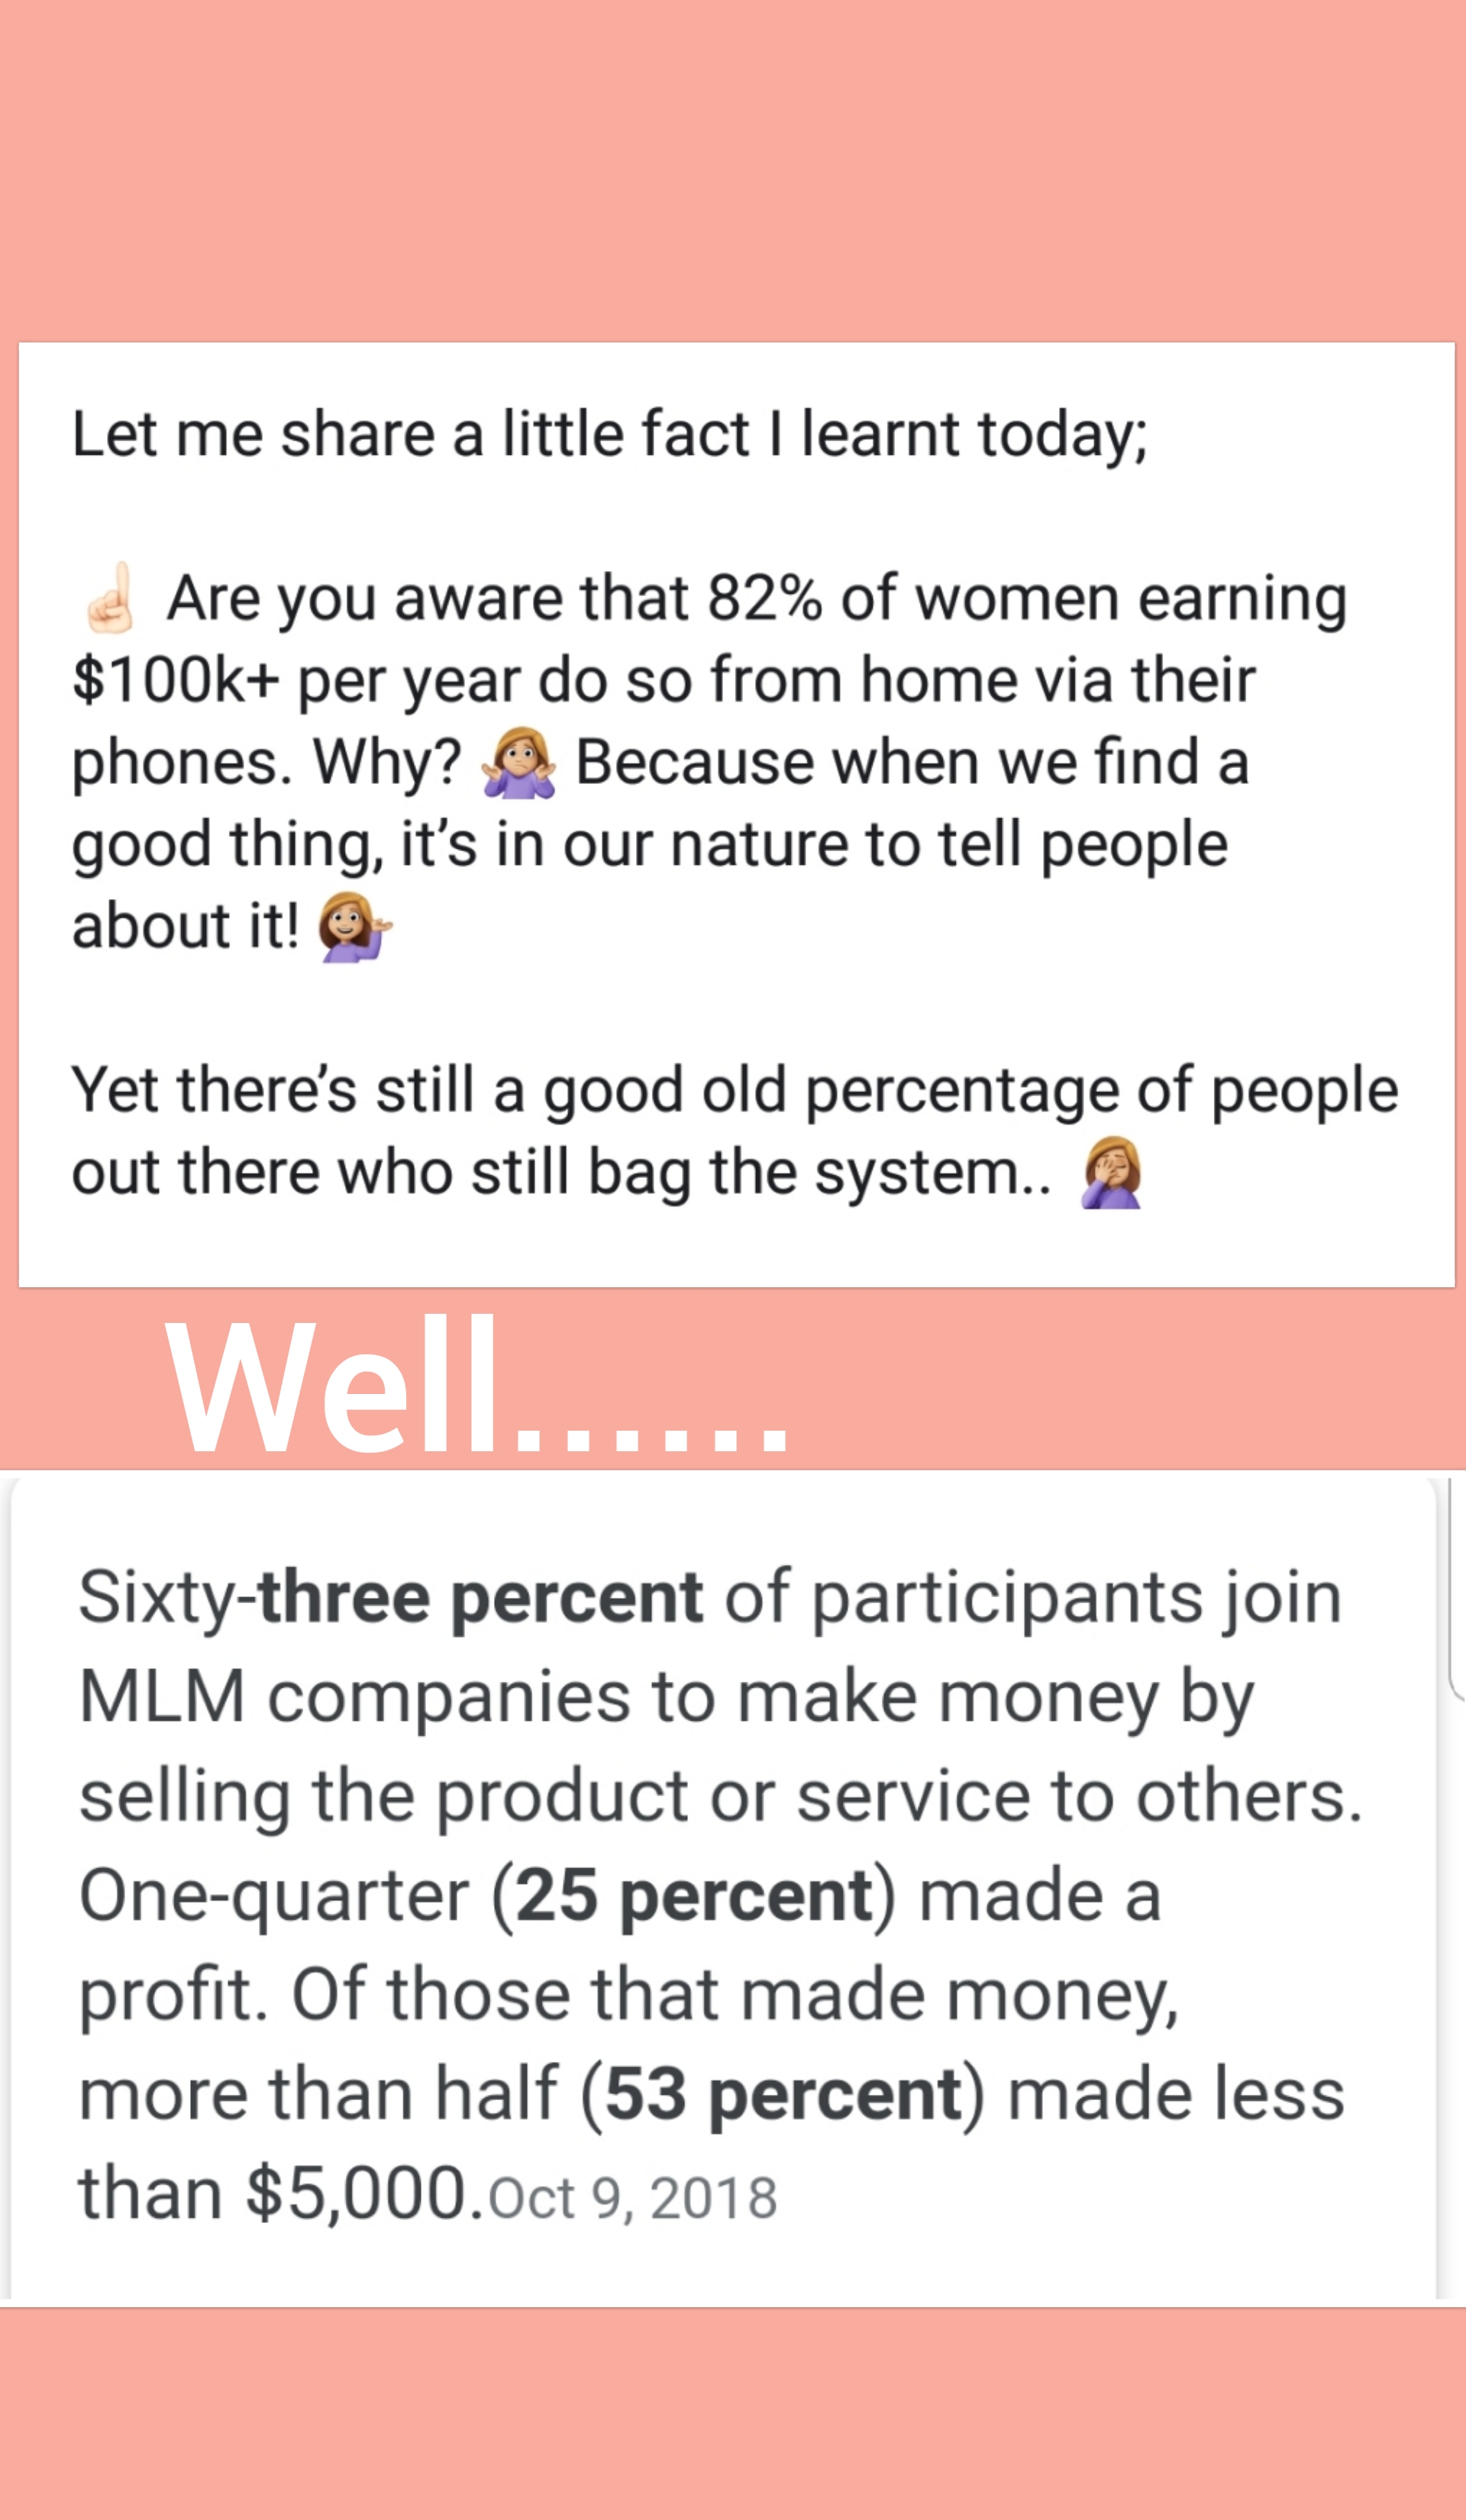 Let me share a little fact I learnt today;
☝🏻 Are you aware that 82% of women earning
$100k+ per year do so from home via their
phones. Why? 🤷🏼‍♀️ Because when we find a
good thing, it’s in our nature to tell people
about it! 💁🏼‍♀️
Yet there’s still a good old percentage of people
out there who still bag the system.. 🤦🏼‍♀️
Well......
Sixty-three percent of participants join
MLM companies to make money by
selling the product or service to others.
One-quarter (25 percent) made a
profit. Of those that made money,
more than half (53 percent) made less
than $5,000.Oct 9, 2018